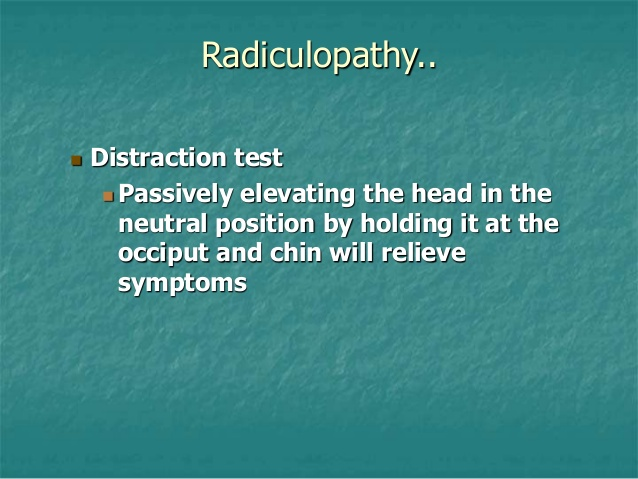 Radiculopathy..
Distraction test
Passively elevating the head in the
neutral position by holding it at the
occiput and chin will relieve
symptoms